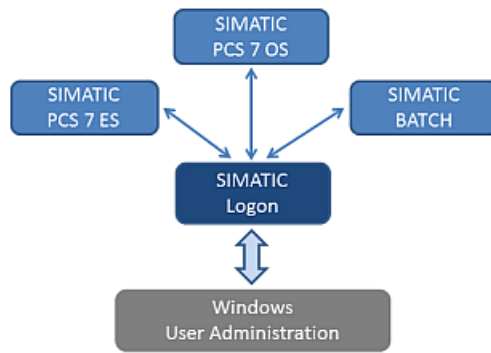 SIMATIC
PCS 7 OS
SIMATIC
PCS 7 ES
SIMATIC
BATCH
SIMATIC
Logon
Windows
User Administration